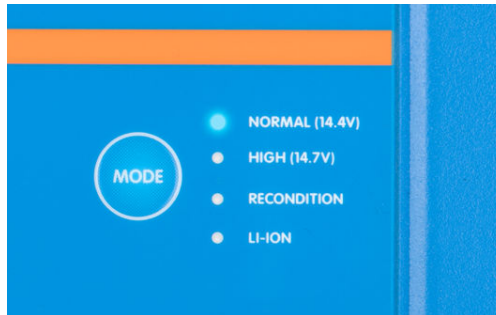 NORMAL (14.4V)
HIGH (14.7V)
MODE
RECONDITION
LI-ION